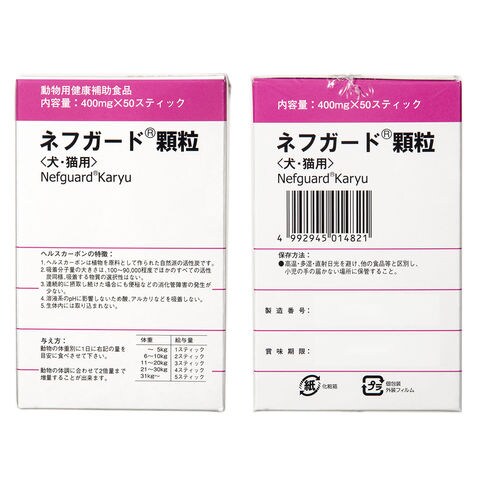 動物用健康補助食品
内容量：400mg×50スティック
ネフガード®顆粒
〈犬・猫用〉
Nefguard®Karyu
ヘルスカーボンの特徴：
1. ヘルスカーボンは植物を原料として作られた自然派の活性炭です。
2. 吸着分子量の大きさは、100〜90,000程度でほかのすべての活性
炭同様、吸着する物質の選択性はない。
3. 連続的に摂取し続けた場合にも便秘などの消化管障害の発生が
少ない。
4. 溶液系のpHに影響しないため酸、アルカリなどを吸着しない。
5. 生体内には取り込まれない。
与え方：
動物の体重別に1日に右記の量を
目安に食べさせて下さい。
動物の体調に合わせて2倍量まで
増量することが出来ます。
体重 給与量
〜 5kg 1スティック
6〜10kg 2スティック
11〜20kg 3スティック
21〜30kg 4スティック
31kg〜 5スティック
内容量：400mg×50スティック
ネフガード®顆粒
〈犬・猫用〉
Nefguard®Karyu
4 992945 014821
保存方法：
●高温・多湿・直射日光を避け、他の食品等と区別し、
小児の手の届かない場所に保管すること。
製造番号：
賞味期限：
紙 化粧箱
プラ 個包装
外装フィルム